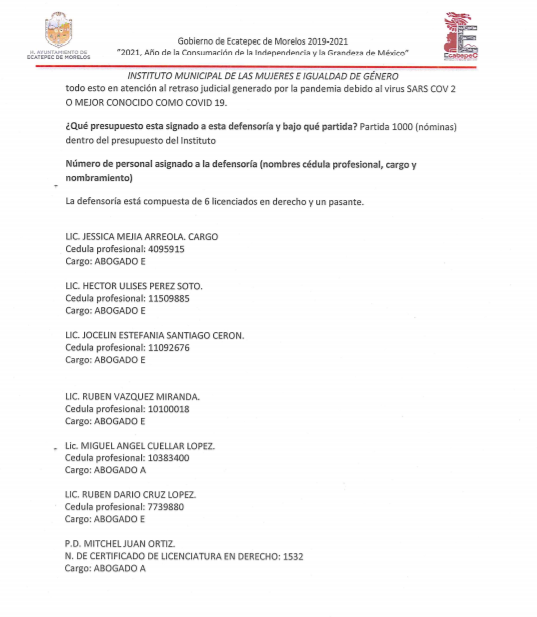 H. AYUNTAMIENTO DE
ECATEPEC DE MORELOS
Gobierno de Ecatepec de Morelos 2019-2021
"2021, Año de la Consumación de la Independencia y la Grandeza de México"
EcatepeC
INSTITUTO MUNICIPAL DE LAS MUJERES E IGUALDAD DE GÉNERO
todo esto en atención al retraso judicial generado por la pandemia debido al virus SARS COV 2
O MEJOR CONOCIDO COMO COVID 19.
¿Qué presupuesto esta signado a esta defensoría y bajo qué partida? Partida 1000 (nóminas)
dentro del presupuesto del Instituto
Número de personal asignado a la defensoría (nombres cédula profesional, cargo y
nombramiento)
La defensoría está compuesta de 6 licenciados en derecho y un pasante.
LIC. JESSICA MEJIA ARREOLA. CARGO
Cedula profesional: 4095915
Cargo: ABOGADO E
LIC. HECTOR ULISES PEREZ SOTO.
Cedula profesional: 11509885
Cargo: ABOGADO E
LIC. JOCELIN ESTEFANIA SANTIAGO CERON.
Cedula profesional: 11092676
Cargo: ABOGADO E
LIC. RUBEN VAZQUEZ MIRANDA.
Cedula profesional: 10100018
Cargo: ABOGADO E
Lic. MIGUEL ANGEL CUELLAR LOPEZ.
Cedula profesional: 10383400
Cargo: ABOGADO A
LIC. RUBEN DARIO CRUZ LOPEZ.
Cedula profesional: 7739880
Cargo: ABOGADO E
P.D. MITCHEL JUAN ORTIZ.
N. DE CERTIFICADO DE LICENCIATURA EN DERECHO: 1532
Cargo: ABOGADO A